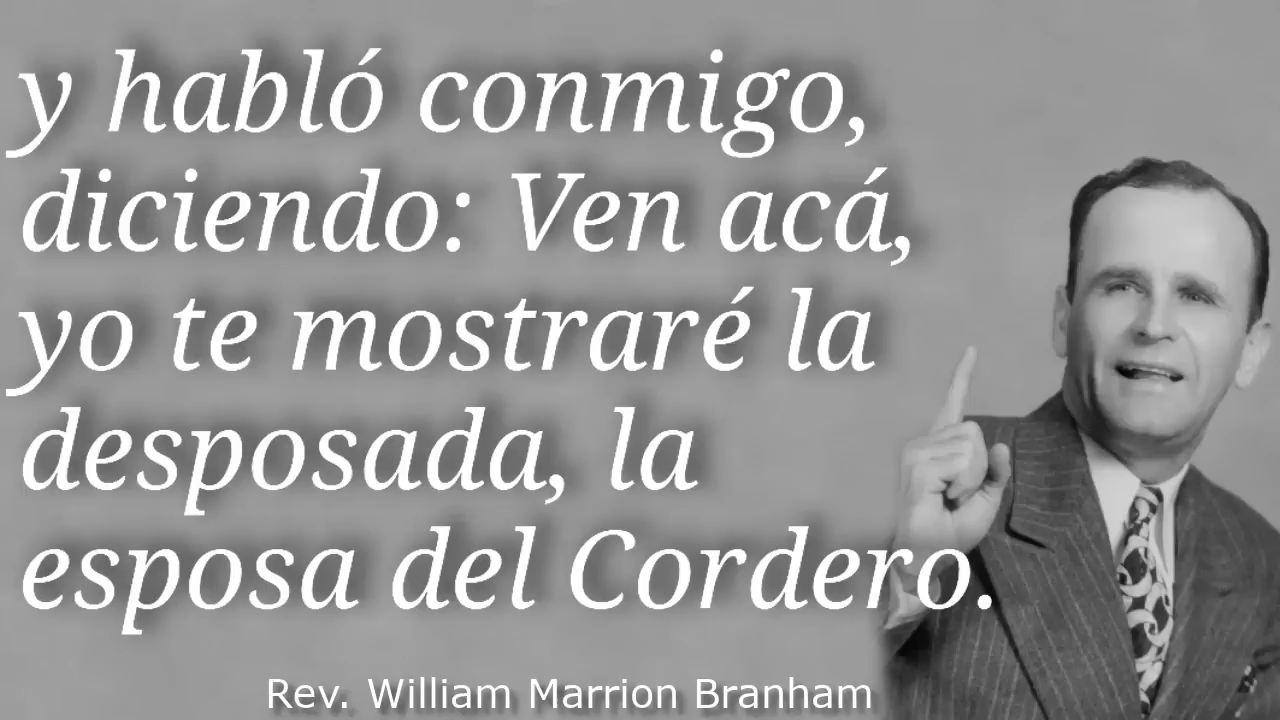 y habló conmigo,
diciendo: Ven acá,
yo te mostraré la
desposada, la
esposa del Cordero.
Rev. William Marrion Branham